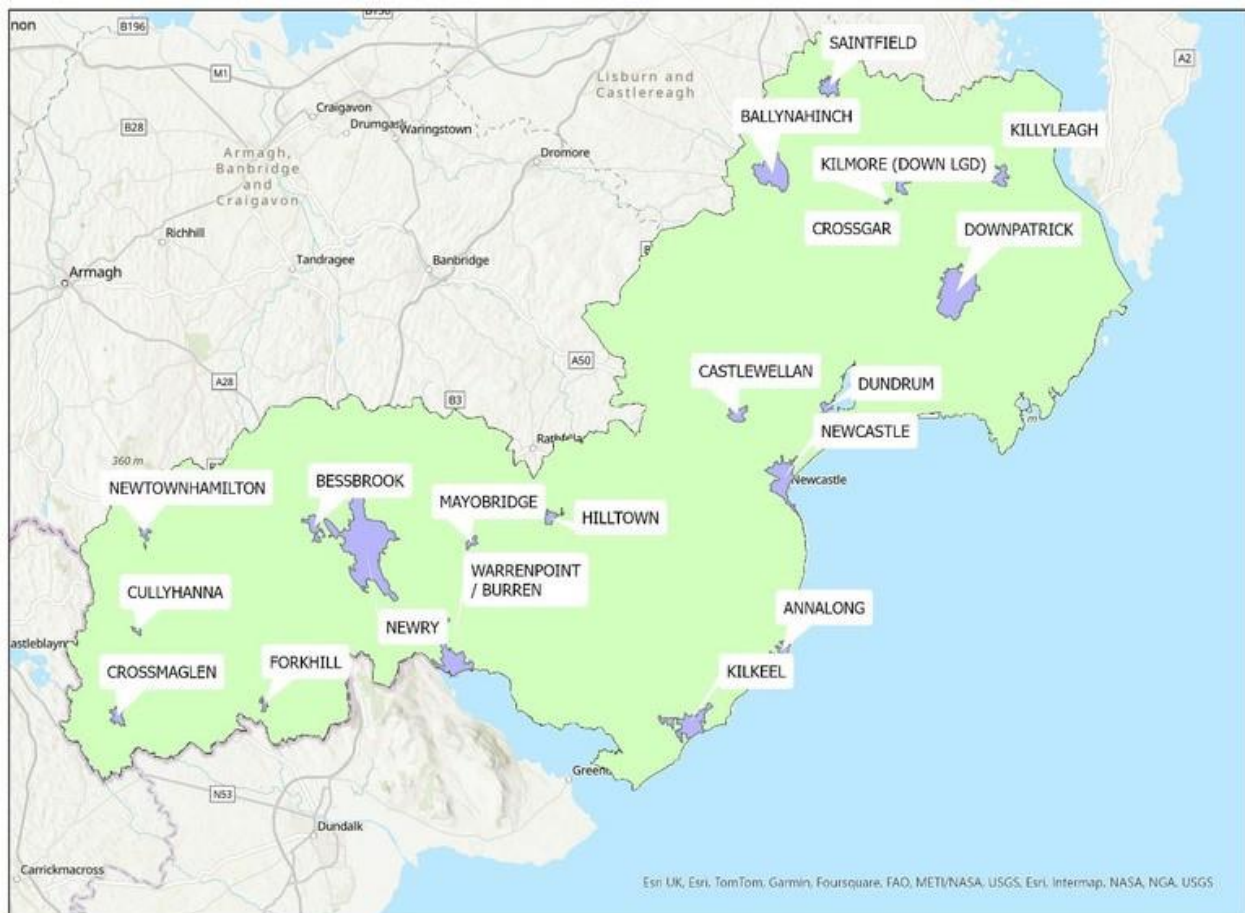 non
B196
SAINTFIELD
A2
M1
Lisburn and
Castlereagh
Craigavon
B28
Drumgask
Waringstown
BALLYNAHINCH
KILLYLEAGH
Armagh,
Banbridge
and
Craigavon
Dromore
KILMORE (DOWN LGD)
CROSSGAR
DOWNPATRICK
Richhill
Armagh
Tandragee
Banbridge
A50
A28
B3
CASTLEWELLAN
DUNDRUM
NEWCASTLE
Newcastle
360 m
NEWTOWNHAMILTON
BESSBROOK
MAYOBRIDGE
HILLTOWN
WARRENPOINT
/ BURREN
CULLYHANNA
NEWRY
ANNALONG
CROSSMAGLEN
FORKHILL
KILKEEL
N53
Dundalk
Carrickmacross
Esri UK, Esri, TomTom, Garmin, Foursquare, FAO, METI/NASA, USGS, Esri, Intermap, NASA, NGA, USGS